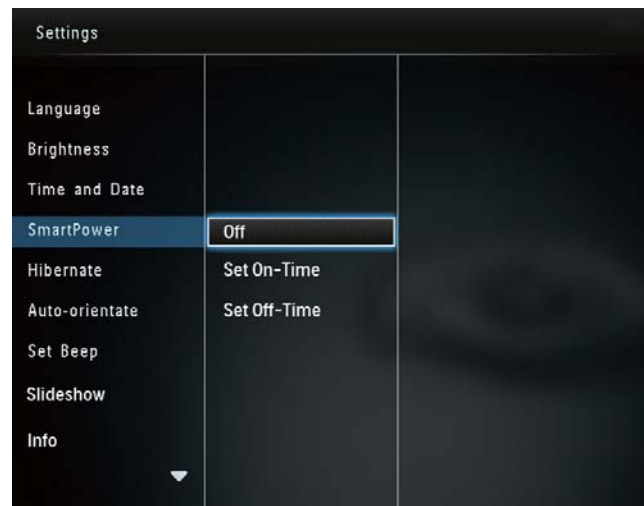 Settings
Language
Brightness
Time and Date
SmartPower
Off
Hibernate
Set On-Time
Auto-orientate
Set Off-Time
Set Beep
Slideshow
Info